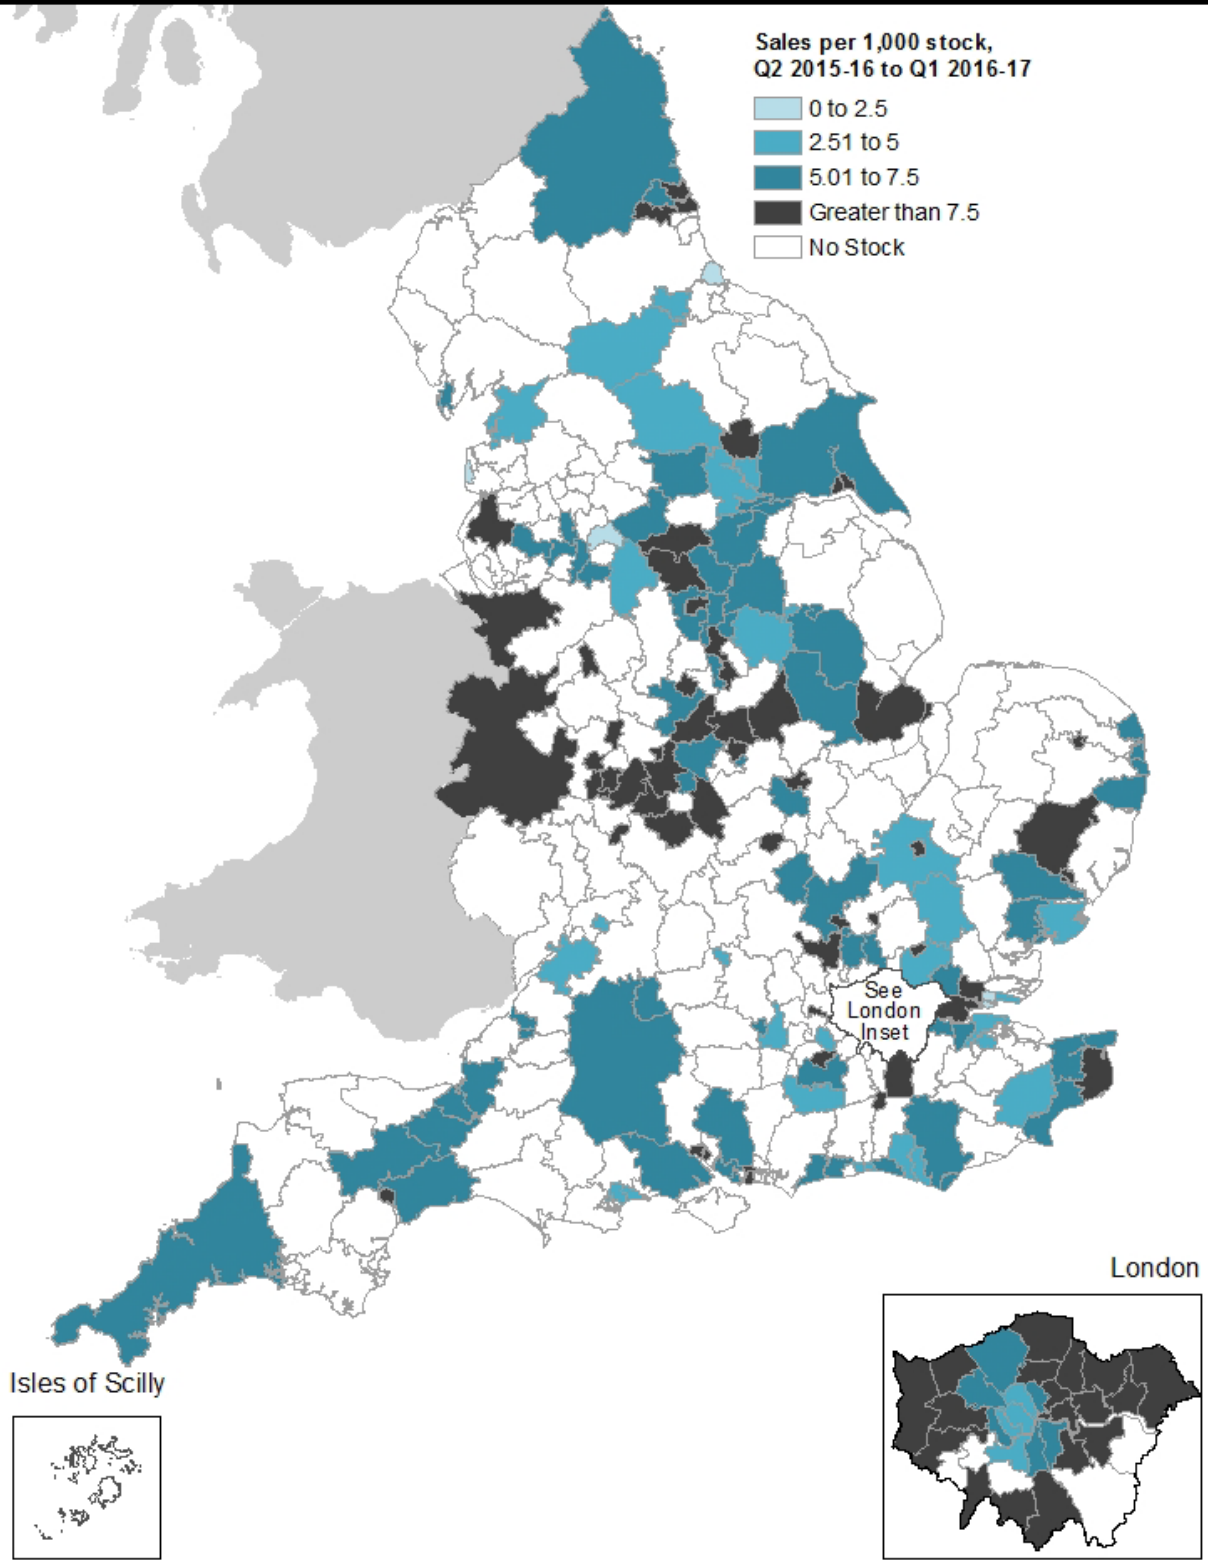 Sales per 1,000 stock,
Q2 2015-16 to Q1 2016-17
0 to 2.5
2.51 to 5
5.01 to 7.5
Greater than 7.5
No Stock
See
London
Inset
London
Isles of Scilly